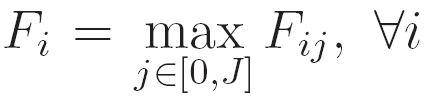 F_i = \max_{j \in [0,J]} F_{ij}, \forall i